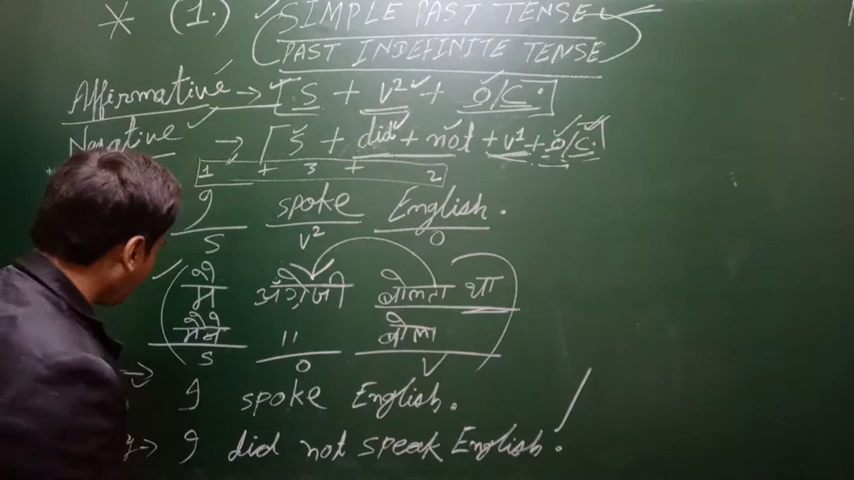 * (1.) SIMPLE PAST TENSE
PAST INDEFINITE TENSE
Affirmative → [S + V² + O/C.]
Negative → [S + did + not + V¹ + O/C.]
1 + 3 + 2
I spoke English.
S V² O
मैं अंग्रेजी बोलता था
मैंने " बोला
S O V
→ I spoke English.
→ I did not speak English.